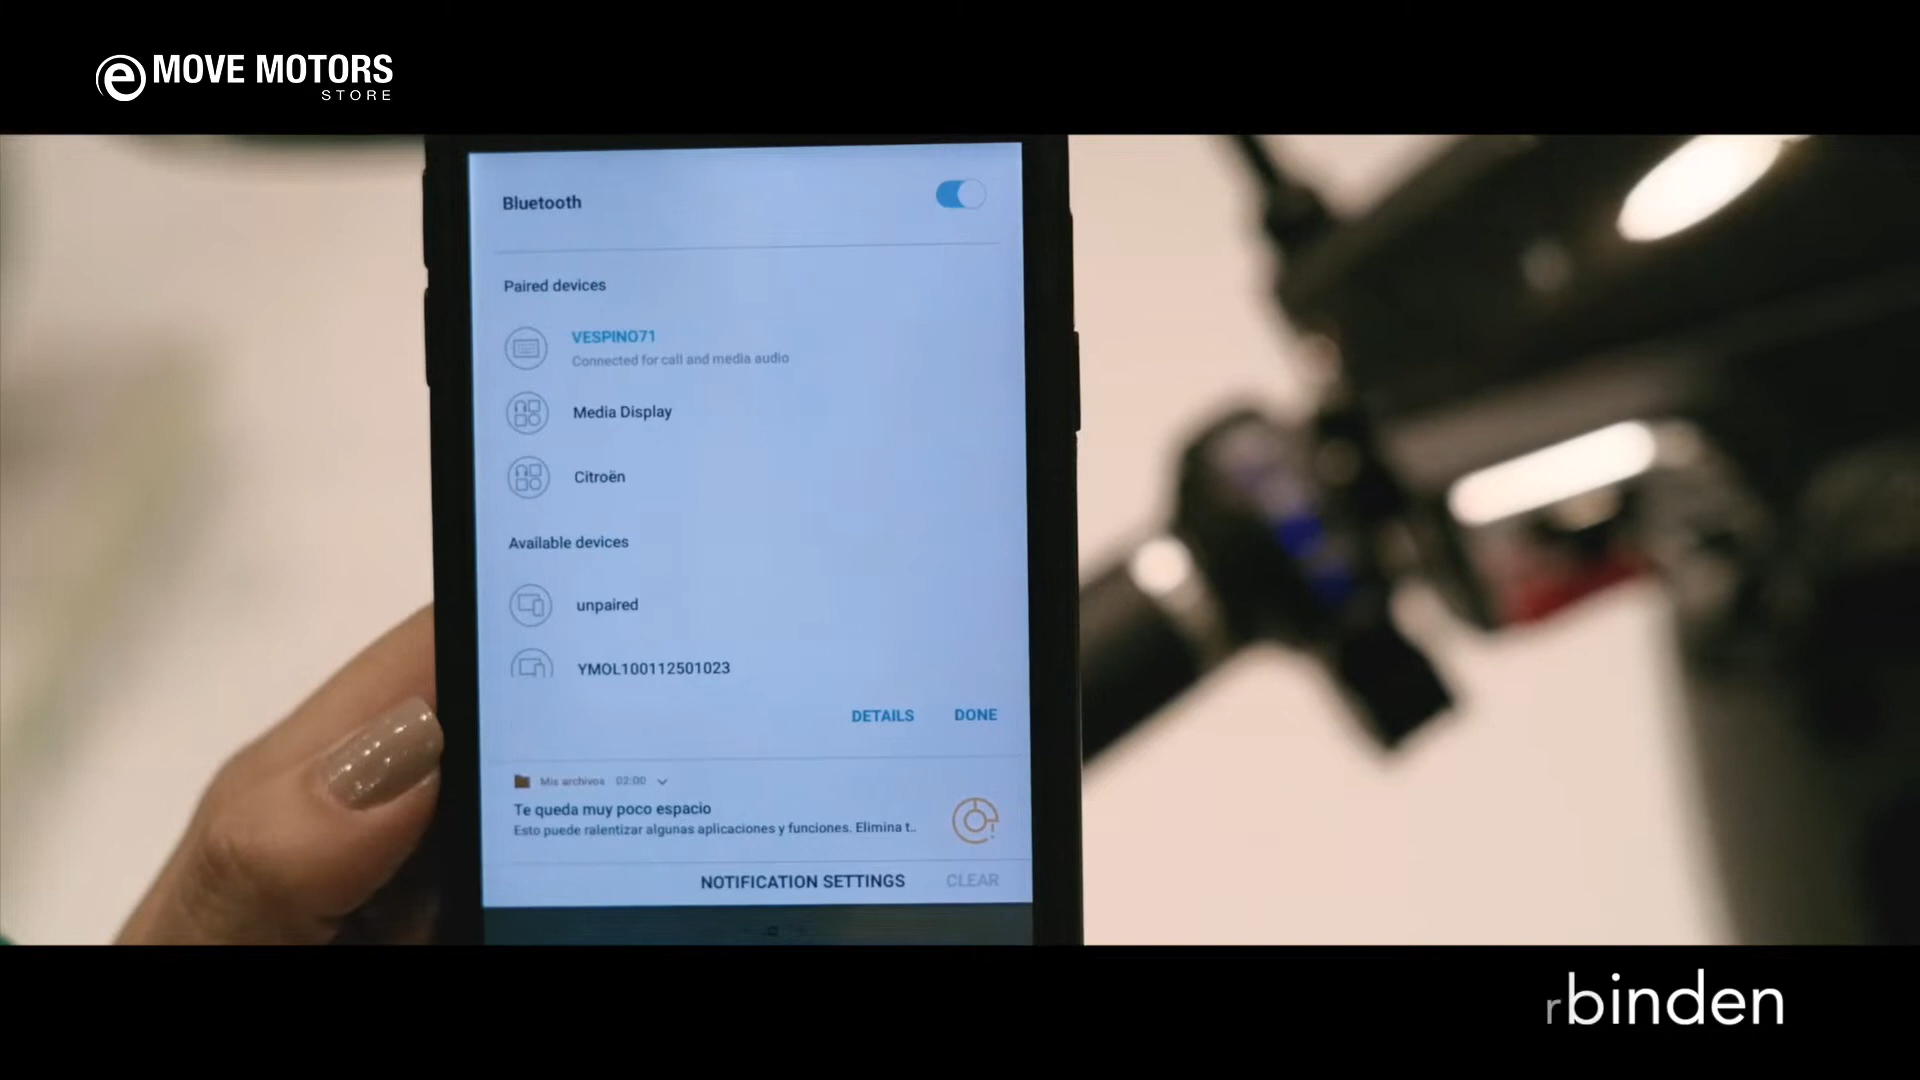 e MOVE MOTORS
STORE
Bluetooth
Paired devices
VESPINO71
Connected for call and media audio
Media Display
Citroën
Available devices
unpaired
YMOL100112501023
DETAILS DONE
Mis archivos 02:00
Te queda muy poco espacio
Esto puede ralentizar algunas aplicaciones y funciones. Elimina t..
NOTIFICATION SETTINGS CLEAR
rbinden